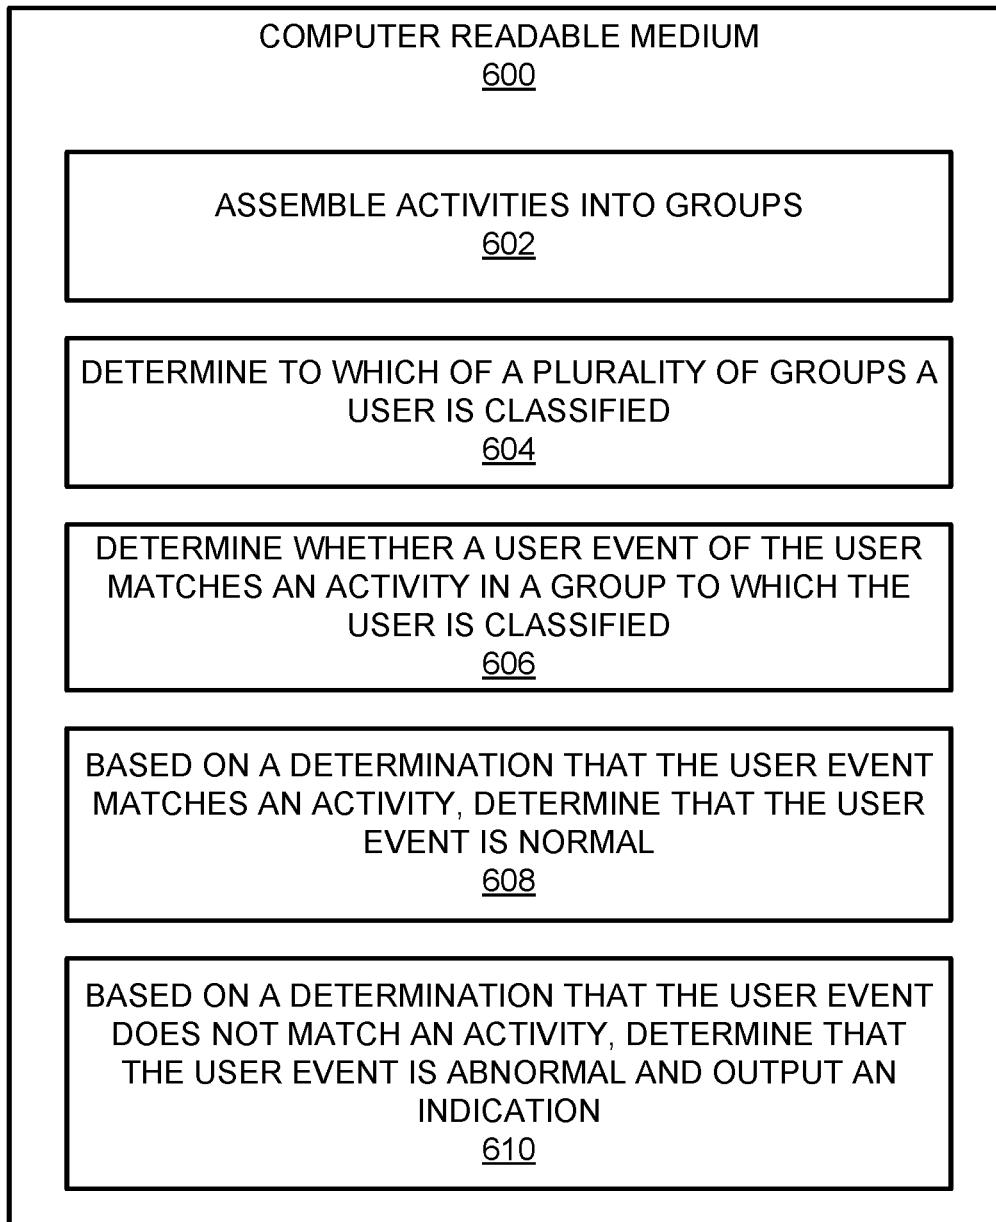 COMPUTER READABLE MEDIUM
600
ASSEMBLE ACTIVITIES INTO GROUPS
602
DETERMINE TO WHICH OF A PLURALITY OF GROUPS A
USER IS CLASSIFIED
604
DETERMINE WHETHER A USER EVENT OF THE USER
MATCHES AN ACTIVITY IN A GROUP TO WHICH THE
USER IS CLASSIFIED
606
BASED ON A DETERMINATION THAT THE USER EVENT
MATCHES AN ACTIVITY, DETERMINE THAT THE USER
EVENT IS NORMAL
608
BASED ON A DETERMINATION THAT THE USER EVENT
DOES NOT MATCH AN ACTIVITY, DETERMINE THAT
THE USER EVENT IS ABNORMAL AND OUTPUT AN
INDICATION
610